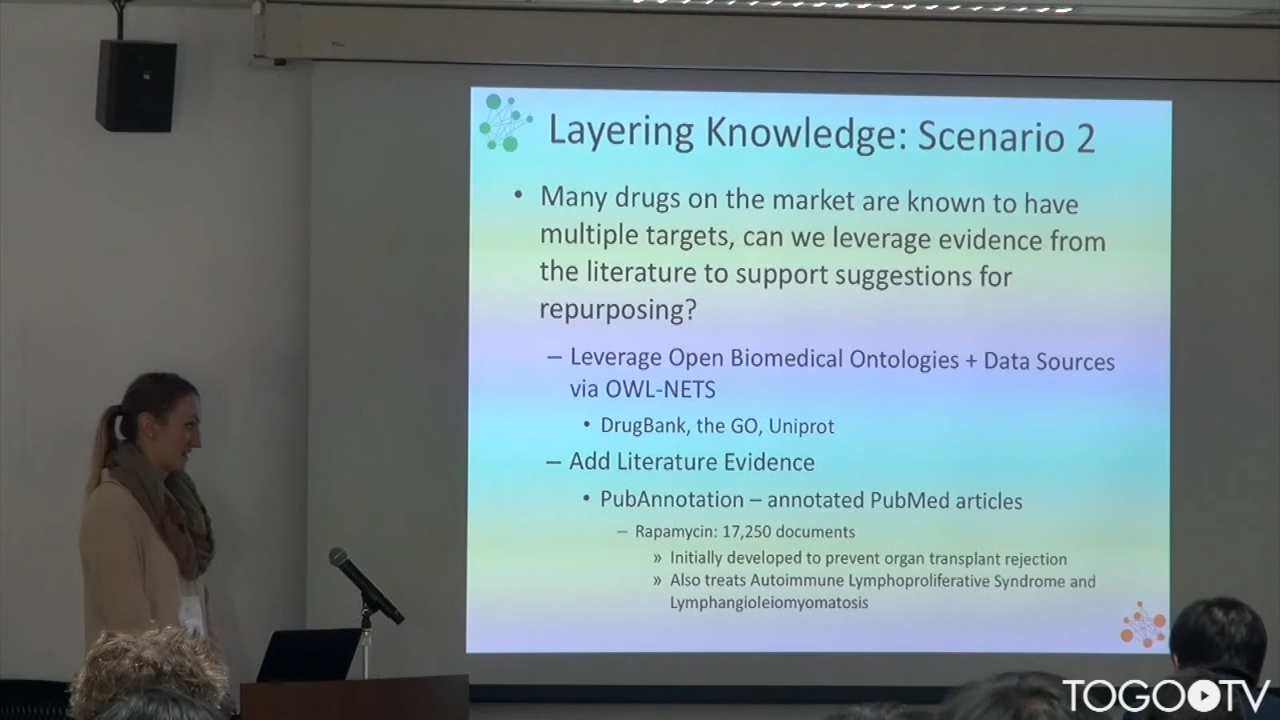 Layering Knowledge: Scenario 2
• Many drugs on the market are known to have
multiple targets, can we leverage evidence from
the literature to support suggestions for
repurposing?
– Leverage Open Biomedical Ontologies + Data Sources
via OWL-NETS
• DrugBank, the GO, Uniprot
– Add Literature Evidence
• PubAnnotation – annotated PubMed articles
– Rapamycin: 17,250 documents
» Initially developed to prevent organ transplant rejection
» Also treats Autoimmune Lymphoproliferative Syndrome and
Lymphangioleiomyomatosis
TOGO TV